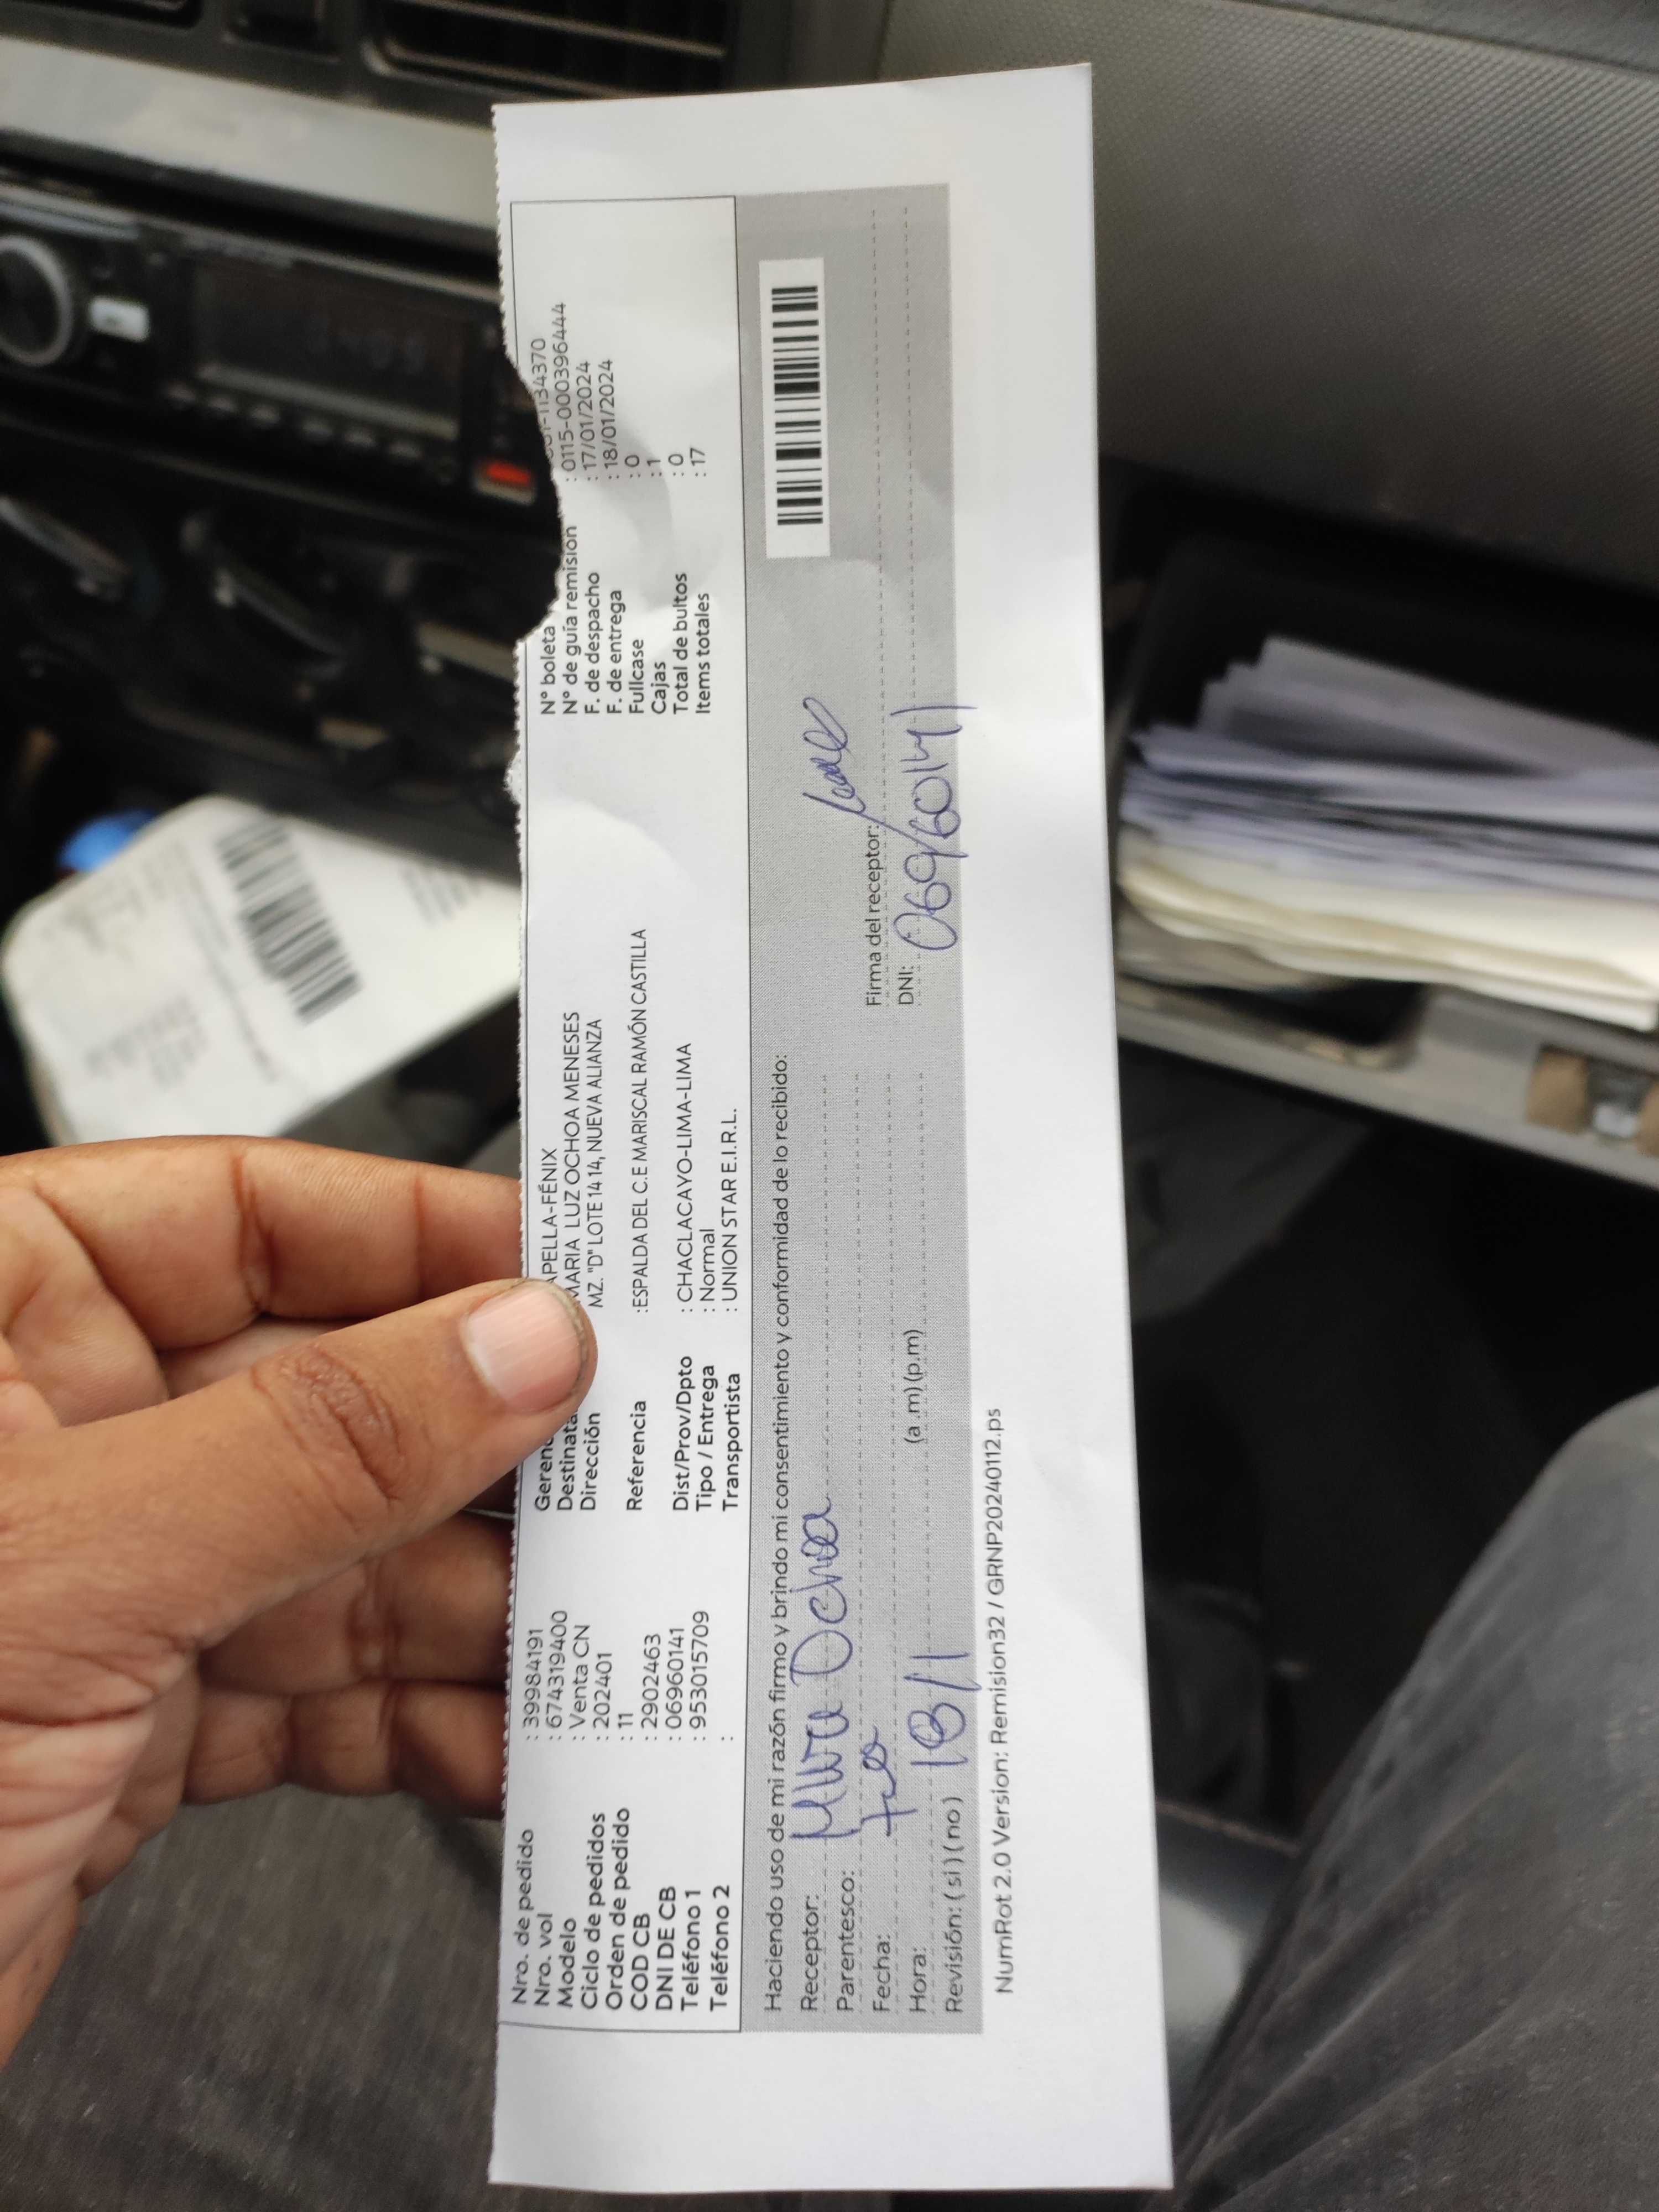 Nro. de pedido : 39984191
Nro. vol : 674319400
Modelo : Venta CN
Ciclo de pedidos : 202401
Orden de pedido : 11
COD CB : 2902463
DNI DE CB : 06960141
Teléfono 1 : 953015709
Teléfono 2 :
Geren APELLA-FÉNIX
Destinata MARIA LUZ OCHOA MENESES
Dirección MZ. "D" LOTE 14 14, NUEVA ALIANZA
Referencia :ESPALDA DEL C.E MARISCAL RAMÓN CASTILLA
Dist/Prov/Dpto : CHACLACAYO-LIMA-LIMA
Tipo / Entrega : Normal
Transportista : UNION STAR E.I.R.L.
N° boleta 1134370
N° de guía remisión : 0115-000396444
F. de despacho : 17/01/2024
F. de entrega : 18/01/2024
Fullcase : 0
Cajas : 1
Total de bultos : 0
Items totales : 17
Haciendo uso de mi razón firmo y brindo mi consentimiento y conformidad de lo recibido:
Receptor: Ochoa
Parentesco:
Fecha:
Hora: 18/1 (a .m) (p.m)
Revisión: ( si ) ( no )
Firma del receptor:
DNI: 06960141
NumRot 2.0 Version: Remision32 / GRNP20240112.ps